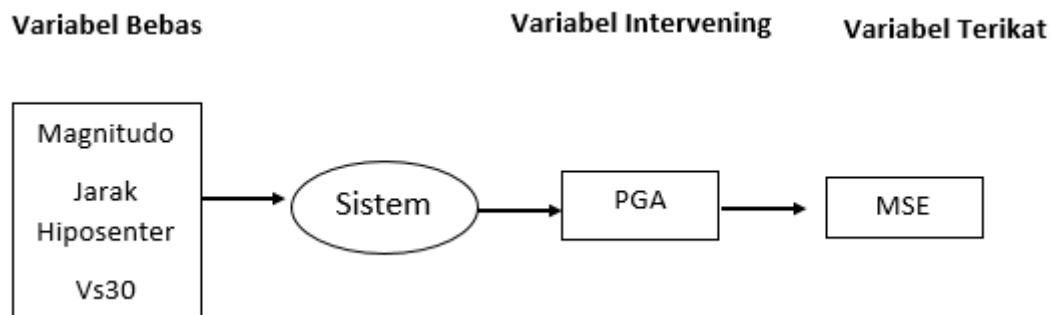 Variabel Bebas
Variabel Intervening
Variabel Terikat
Magnitudo
Jarak
Hiposenter
Vs30
Sistem
PGA
MSE